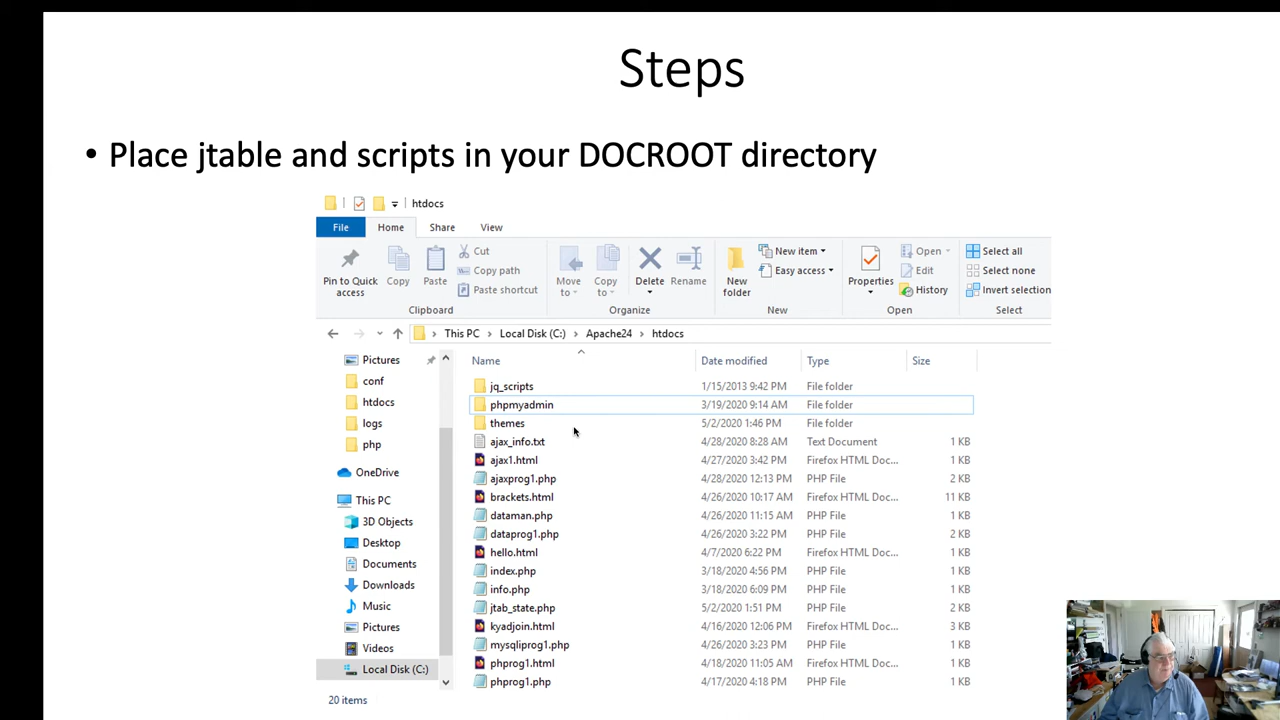 Steps
• Place jtable and scripts in your DOCROOT directory
htdocs
File Home Share View
Pin to Quick access
Copy
Paste
Cut
Copy path
Paste shortcut
Move to
Copy to
Delete
Rename
New folder
New item
Easy access
Properties
Open
Edit
History
Select all
Select none
Invert selection
Clipboard Organize New Open Select
This PC > Local Disk (C:) > Apache24 > htdocs
Pictures
conf
htdocs
logs
php
OneDrive
This PC
3D Objects
Desktop
Documents
Downloads
Music
Pictures
Videos
Local Disk (C:)
Name Date modified Type Size
jq_scripts 1/15/2013 9:42 PM File folder
phpmyadmin 3/19/2020 9:14 AM File folder
themes 5/2/2020 1:46 PM File folder
ajax_info.txt 4/28/2020 8:28 AM Text Document 1 KB
ajax1.html 4/27/2020 3:42 PM Firefox HTML Doc... 1 KB
ajaxprog1.php 4/28/2020 12:13 PM PHP File 2 KB
brackets.html 4/26/2020 10:17 AM Firefox HTML Doc... 11 KB
dataman.php 4/26/2020 11:15 AM PHP File 1 KB
dataprog1.php 4/26/2020 3:22 PM PHP File 2 KB
hello.html 4/7/2020 6:22 PM Firefox HTML Doc... 1 KB
index.php 3/18/2020 4:56 PM PHP File 1 KB
info.php 3/18/2020 6:09 PM PHP File 1 KB
jtab_state.php 5/2/2020 1:51 PM PHP File 2 KB
kyadjoin.html 4/16/2020 12:06 PM Firefox HTML Doc... 3 KB
mysqliprog1.php 4/26/2020 3:23 PM PHP File 1 KB
phprog1.html 4/18/2020 11:05 AM Firefox HTML Doc... 1 KB
phprog1.php 4/17/2020 4:18 PM PHP File 1 KB
20 items